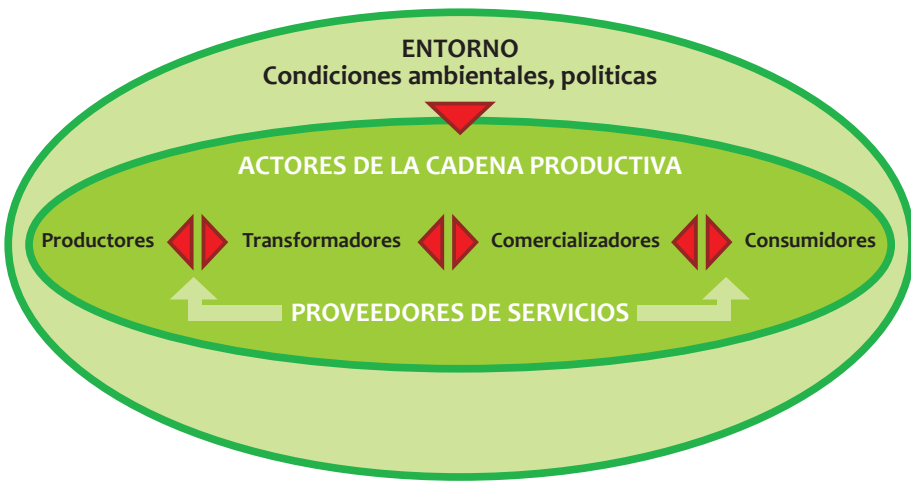 ENTORNO
Condiciones ambientales, politicas
ACTORES DE LA CADENA PRODUCTIVA
Productores Transformadores Comercializadores Consumidores
PROVEEDORES DE SERVICIOS